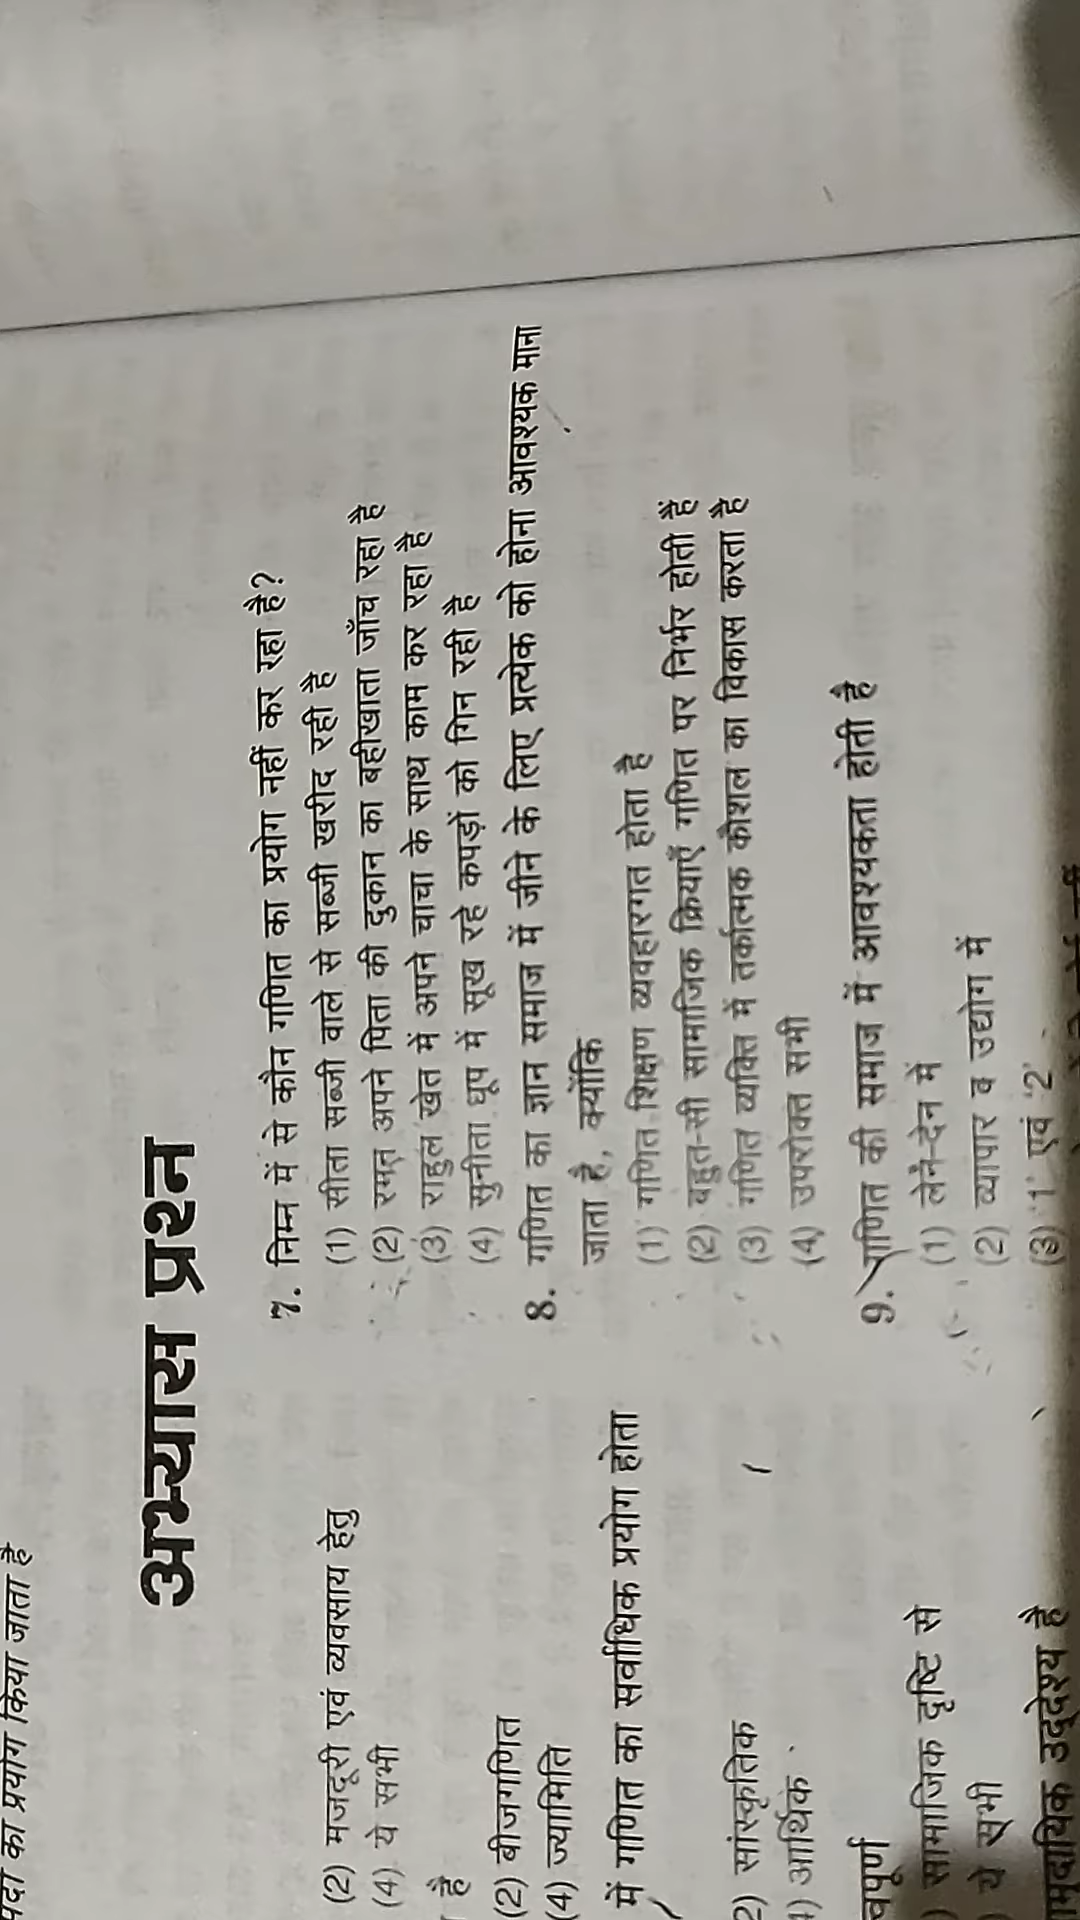 का प्रयोग किया जाता है
अभ्यास प्रश्न
(2) मजदूरी एवं व्यवसाय हेतु
(4) ये सभी
है
(2) बीजगणित
(4) ज्यामिति
में गणित का सर्वाधिक प्रयोग होता
2) सांस्कृतिक
) आर्थिक
) सामाजिक दृष्टि से
) ये सभी
उद्देश्य है
7. निम्न में से कौन गणित का प्रयोग नहीं कर रहा है?
(1) सीता सब्जी वाले से सब्जी खरीद रही है
(2) रमन अपने पिता की दुकान का बहीखाता जाँच रहा है
(3) राहुल खेत में अपने चाचा के साथ काम कर रहा है
(4) सुनीता धूप में सूख रहे कपड़ों को गिन रही है
8. गणित का ज्ञान समाज में जीने के लिए प्रत्येक को होना आवश्यक माना
जाता है, क्योंकि
(1) गणित शिक्षण व्यवहारगत होता है
(2) बहुत-सी सामाजिक क्रियाएँ गणित पर निर्भर होती हैं
(3) गणित व्यक्ति में तर्कात्मक कौशल का विकास करता है
(4) उपरोक्त सभी
9. गणित की समाज में आवश्यकता होती है
(1) लेन-देन में
(2) व्यापार व उद्योग में
(3) 1 एवं 2